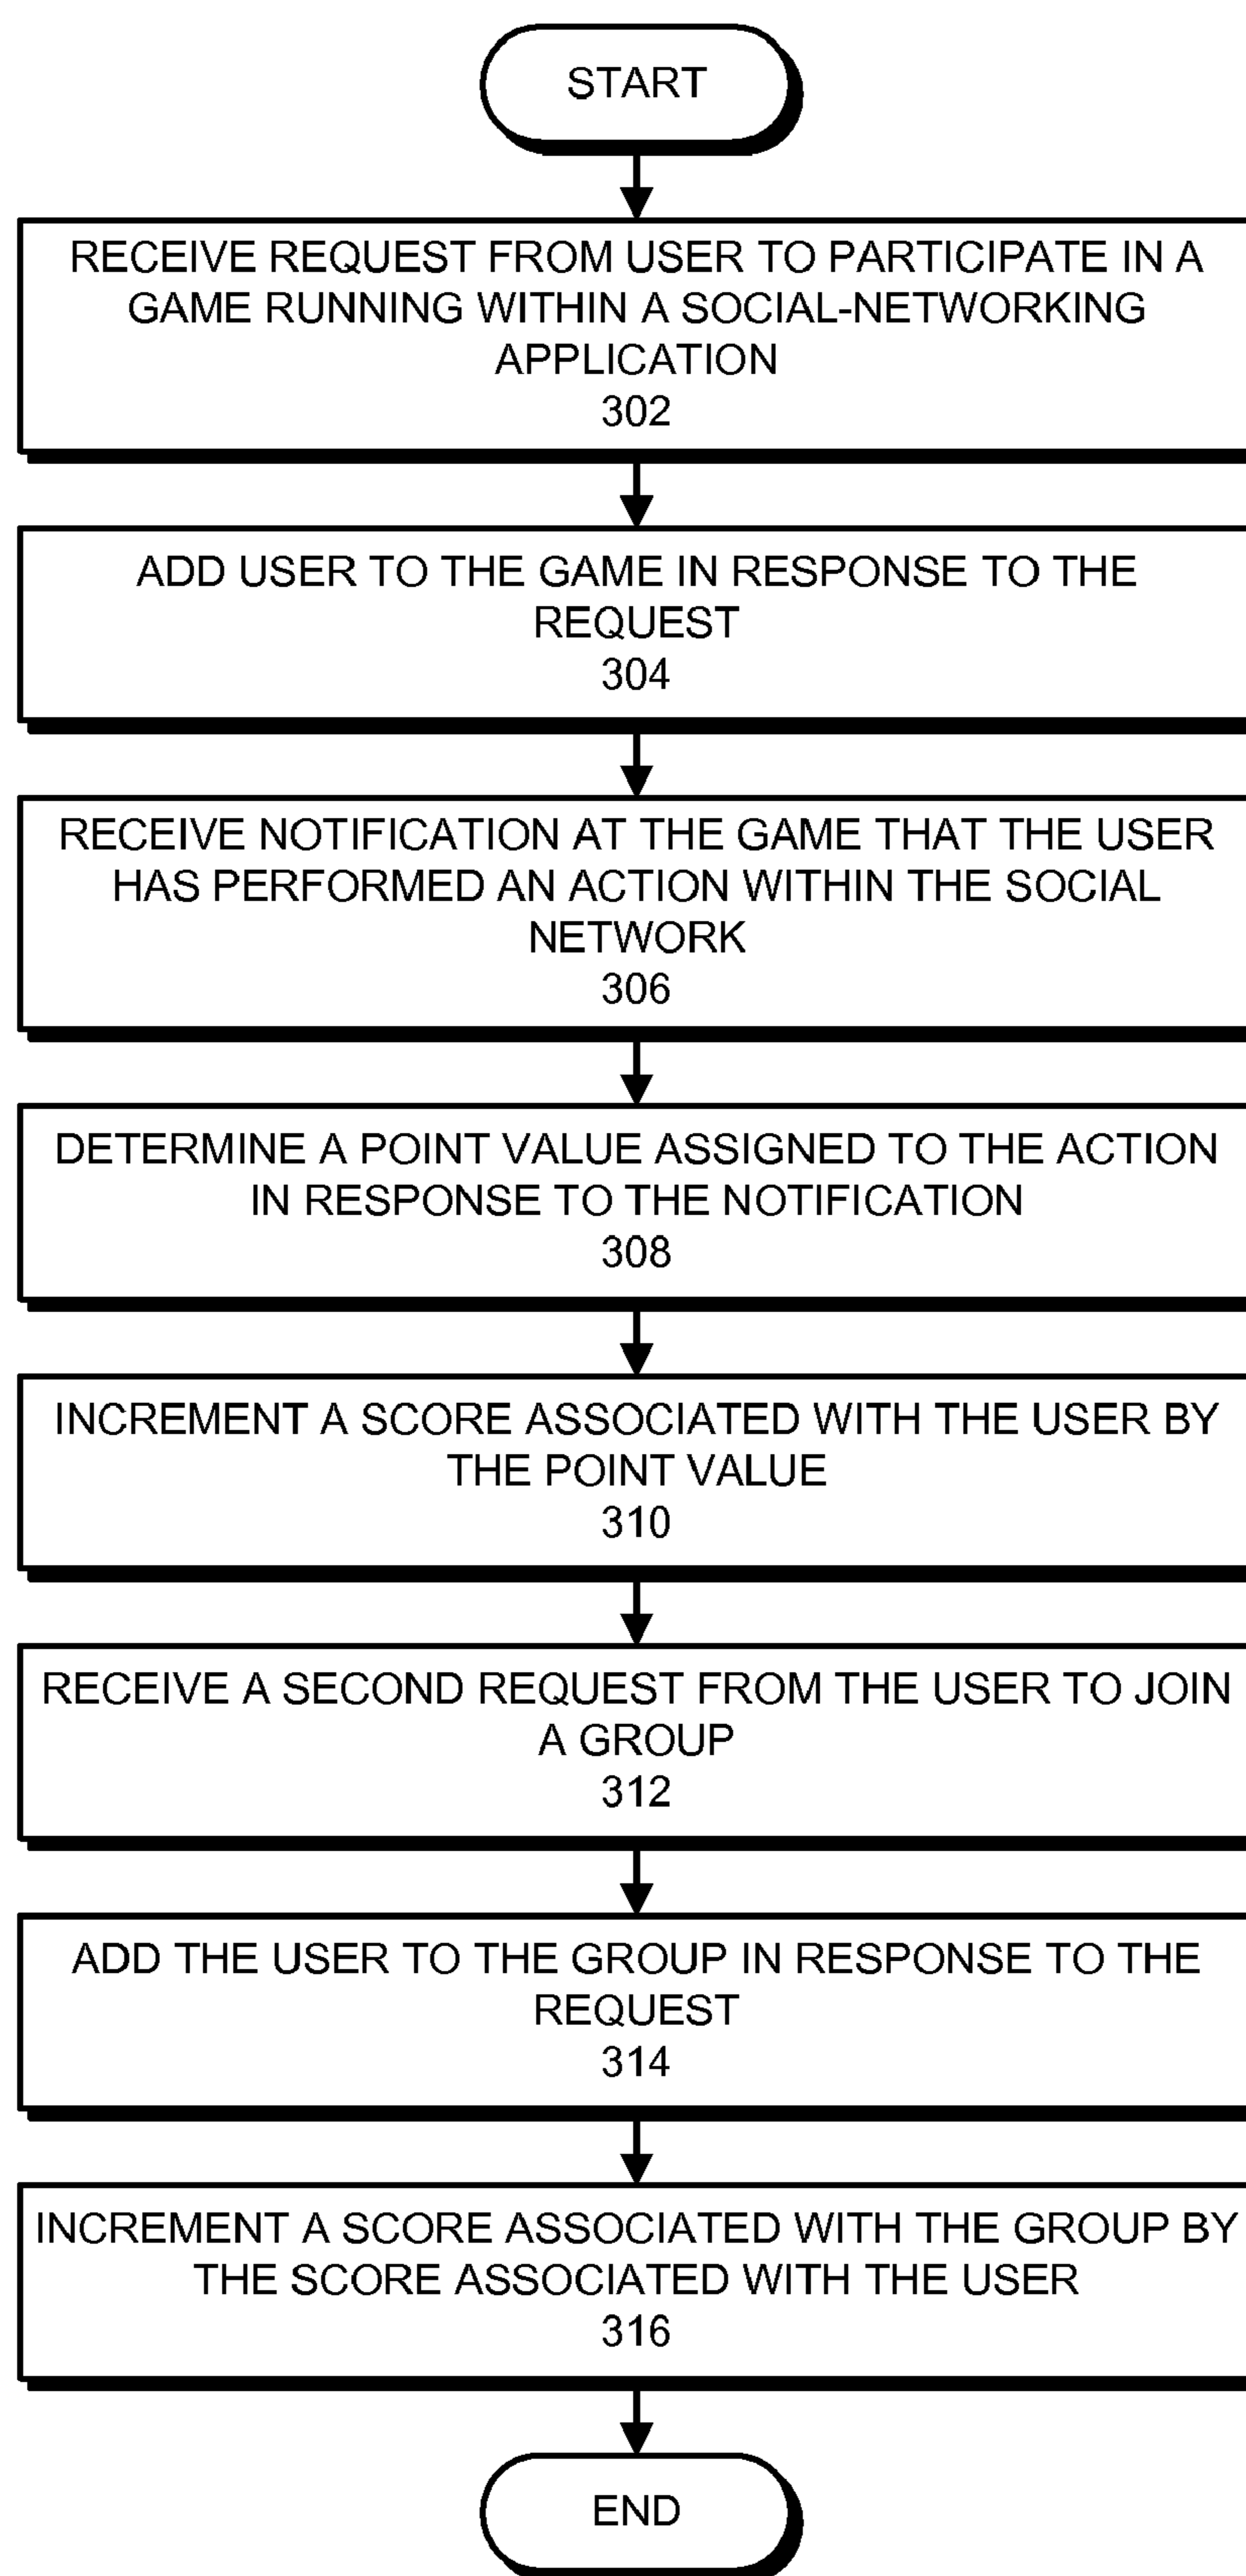 START
RECEIVE REQUEST FROM USER TO PARTICIPATE IN A
GAME RUNNING WITHIN A SOCIAL-NETWORKING
APPLICATION
302
ADD USER TO THE GAME IN RESPONSE TO THE
REQUEST
304
RECEIVE NOTIFICATION AT THE GAME THAT THE USER
HAS PERFORMED AN ACTION WITHIN THE SOCIAL
NETWORK
306
DETERMINE A POINT VALUE ASSIGNED TO THE ACTION
IN RESPONSE TO THE NOTIFICATION
308
INCREMENT A SCORE ASSOCIATED WITH THE USER BY
THE POINT VALUE
310
RECEIVE A SECOND REQUEST FROM THE USER TO JOIN
A GROUP
312
ADD THE USER TO THE GROUP IN RESPONSE TO THE
REQUEST
314
INCREMENT A SCORE ASSOCIATED WITH THE GROUP BY
THE SCORE ASSOCIATED WITH THE USER
316
END